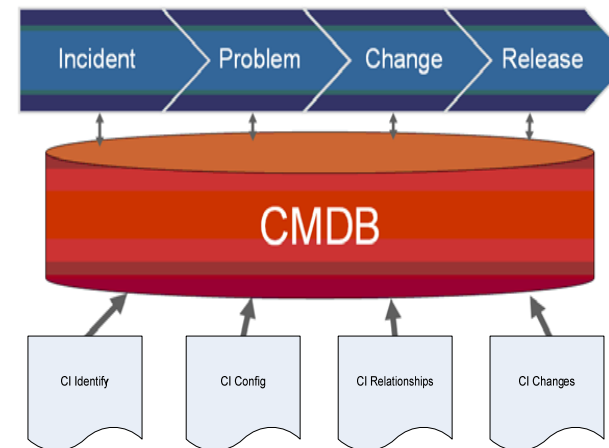 Incident
Problem
Change
Release
CMDB
CI Identify
CI Config
CI Relationships
CI Changes